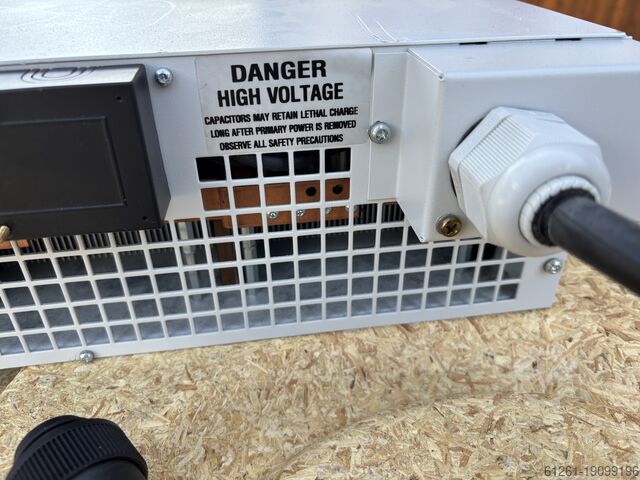 DANGER
HIGH VOLTAGE
CAPACITORS MAY RETAIN LETHAL CHARGE
LONG AFTER PRIMARY POWER IS REMOVED
OBSERVE ALL SAFETY PRECAUTIONS
61261-19099196